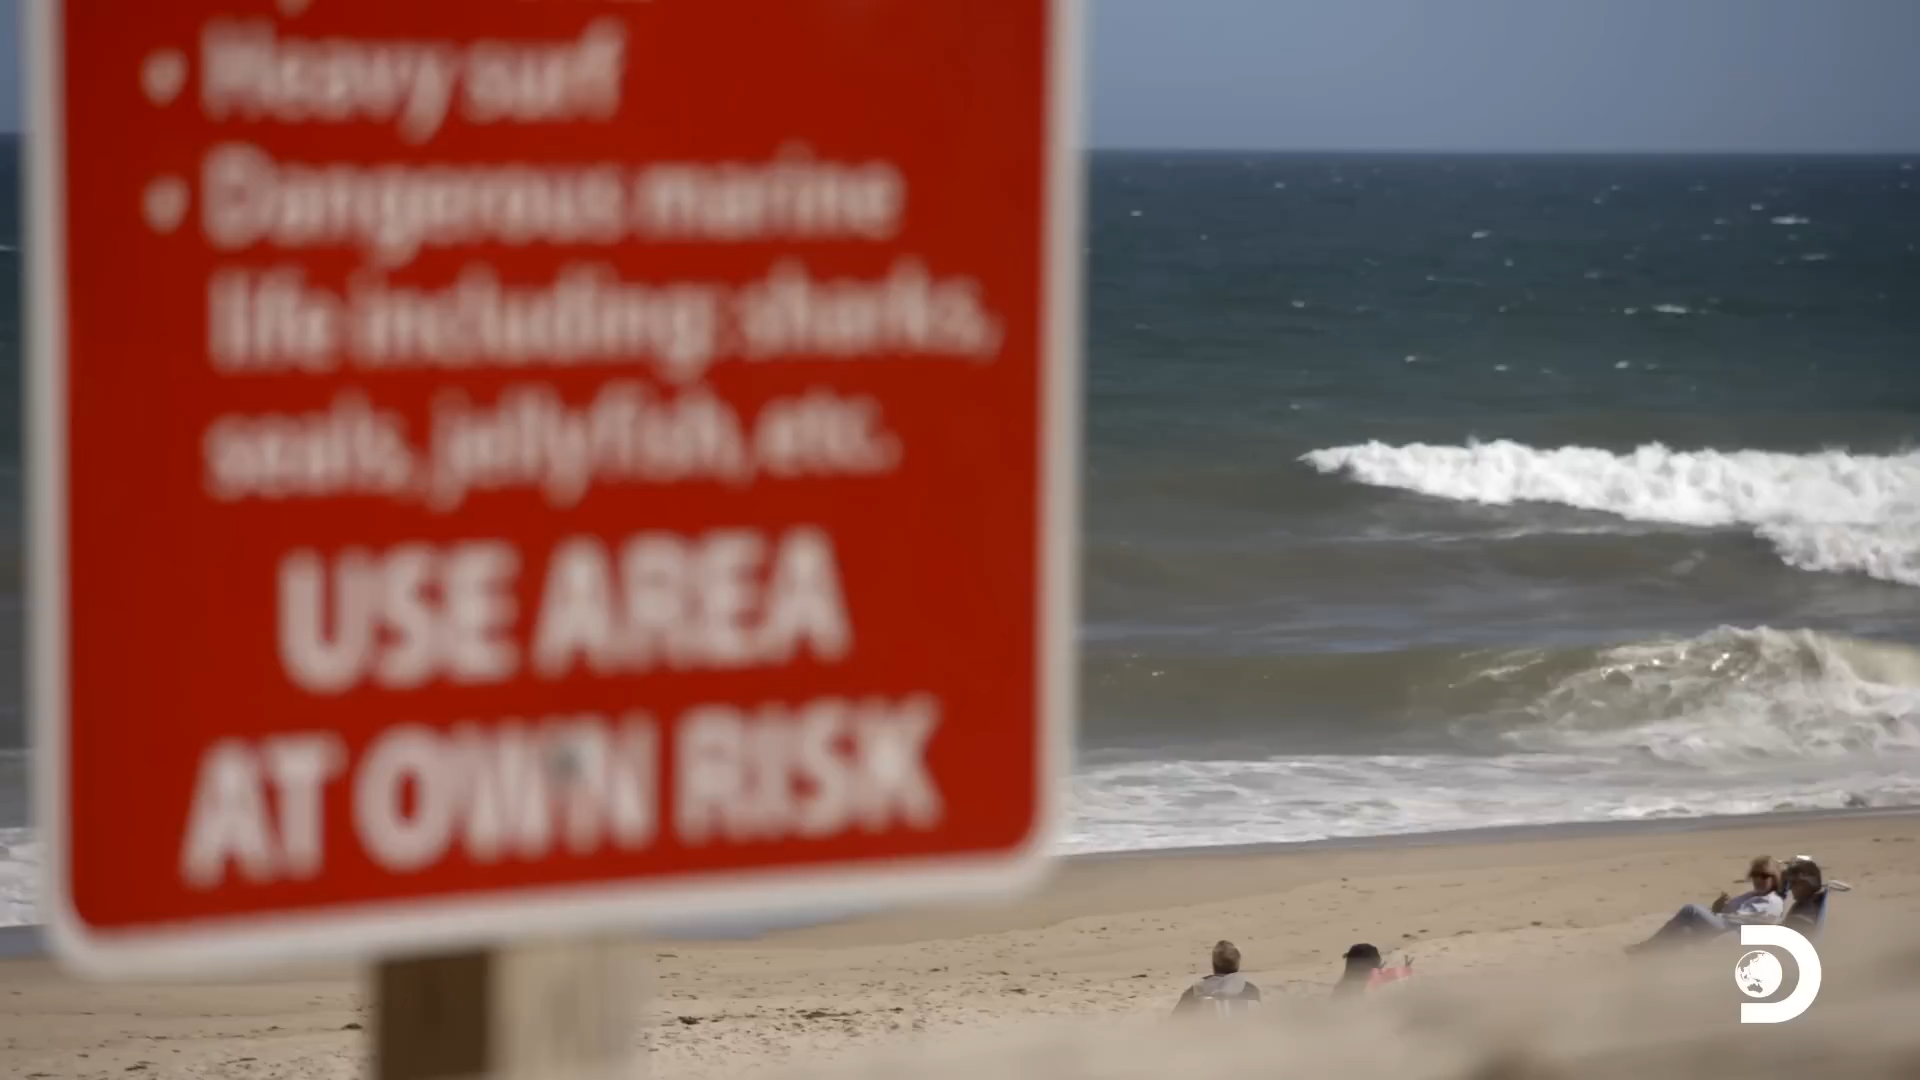 • Heavy surf
• Dangerous marine
life including: sharks,
seals, jellyfish, etc.
USE AREA
AT OWN RISK